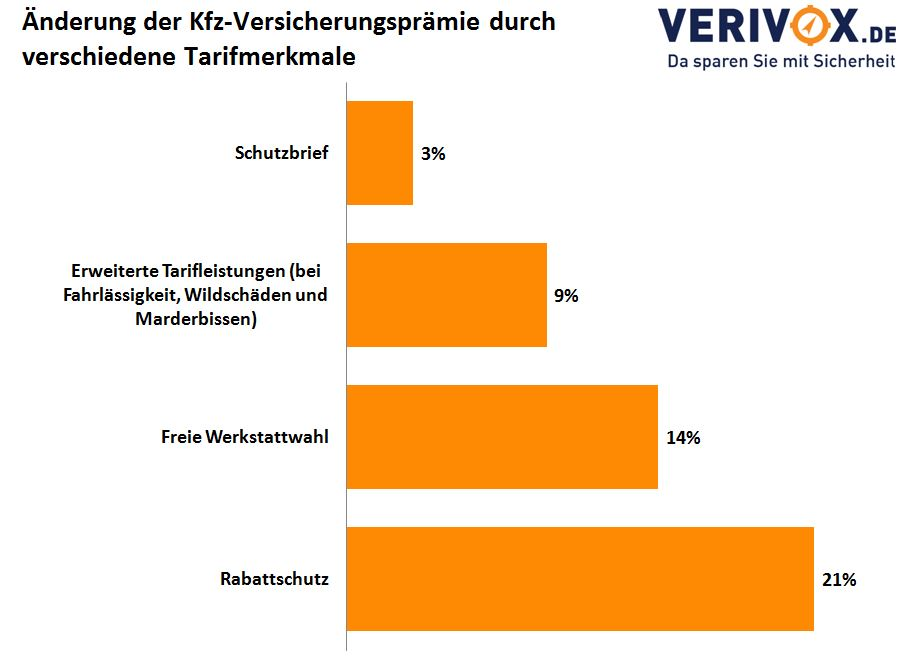 Änderung der Kfz-Versicherungsprämie durch
verschiedene Tarifmerkmale
VERIVOX.DE
Da sparen Sie mit Sicherheit
Schutzbrief
3%
Erweiterte Tarifleistungen (bei
Fahrlässigkeit, Wildschäden und
Marderbissen)
9%
Freie Werkstattwahl
14%
Rabattschutz
21%